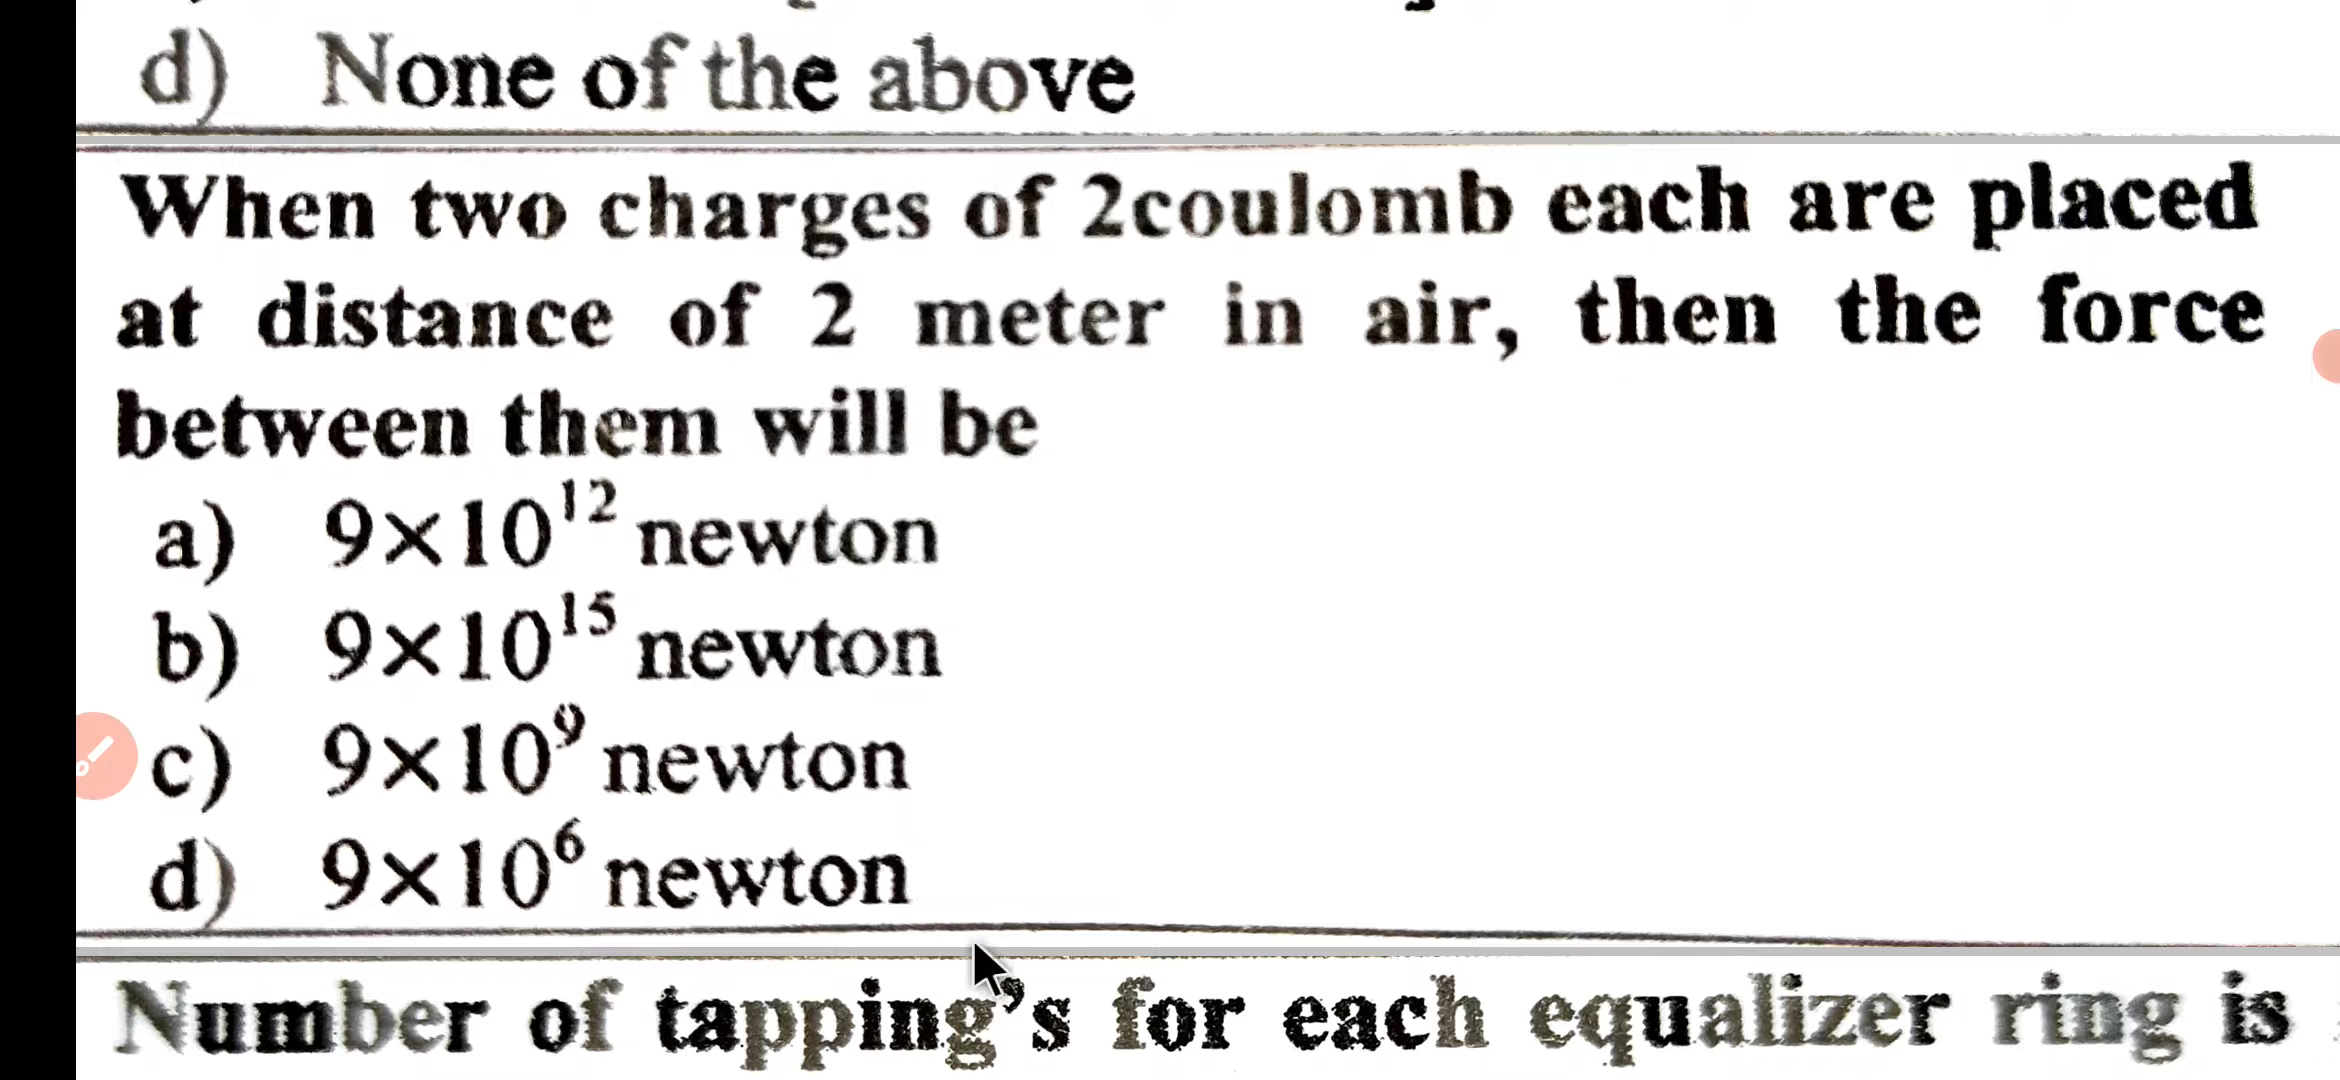 d) None of the above
When two charges of 2coulomb each are placed
at distance of 2 meter in air, then the force
between them will be
a) 9×10¹² newton
b) 9×10¹⁵ newton
c) 9×10⁹ newton
d) 9×10⁶ newton
Number of tapping's for each equalizer ring is